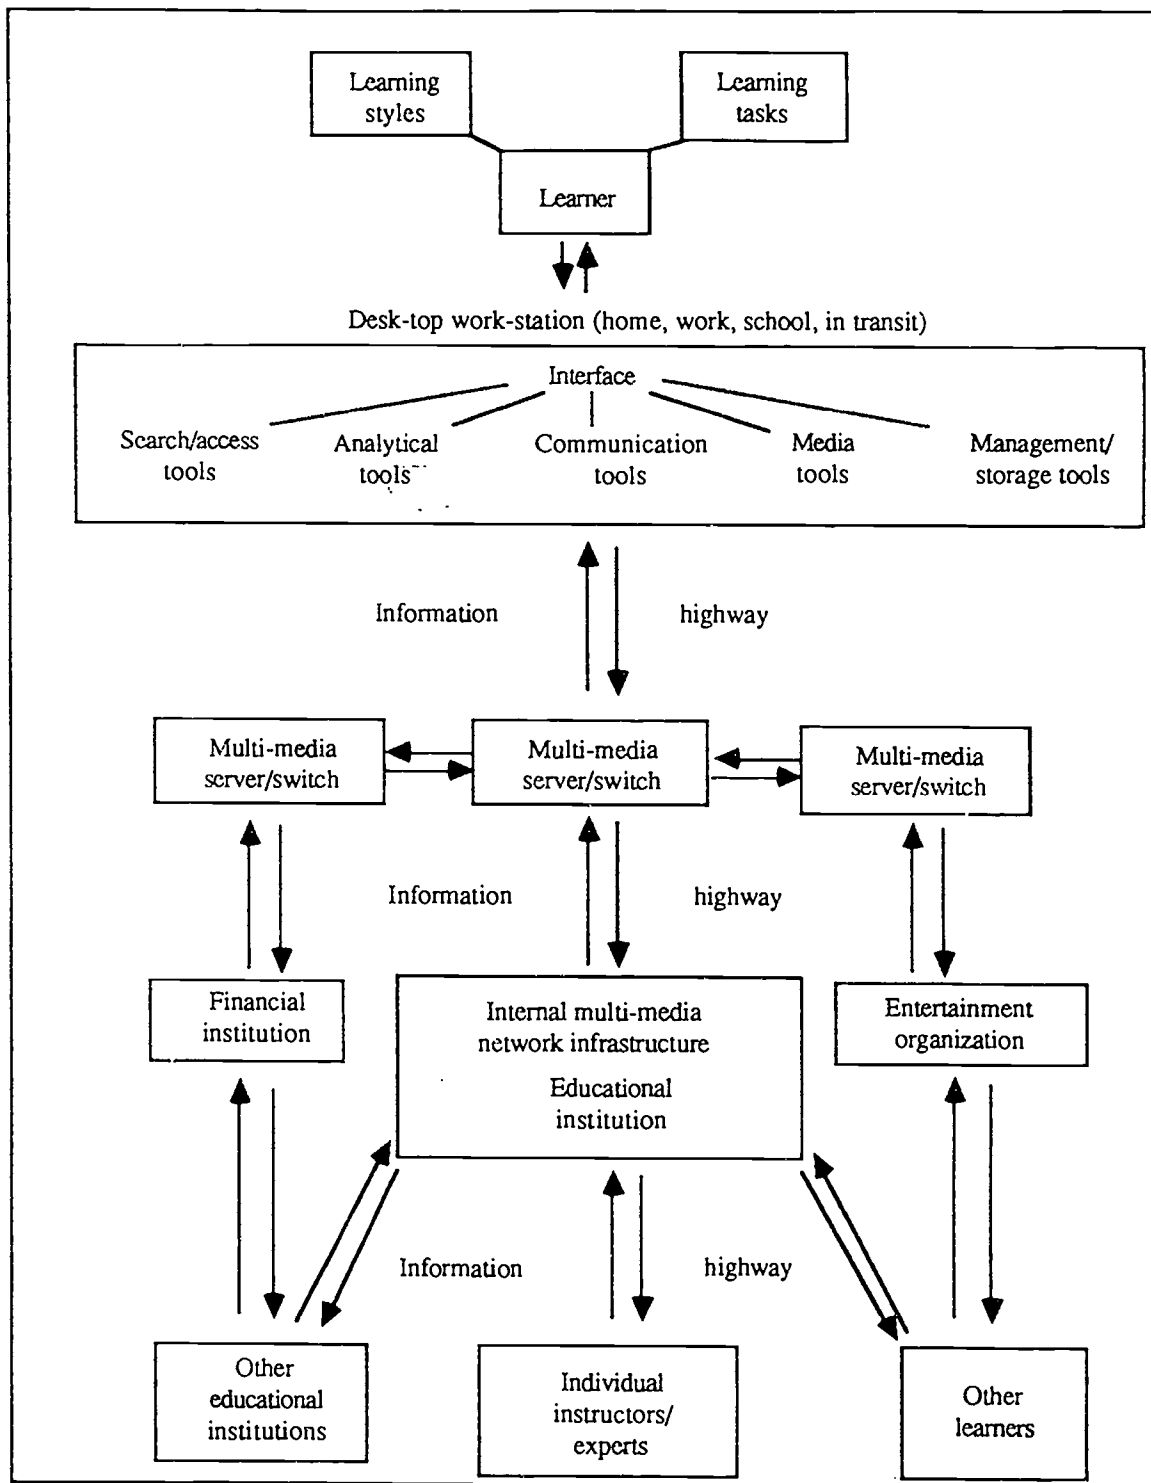 Learning
styles
Learning
tasks
Learner
Desk-top work-station (home, work, school, in transit)
Interface
Search/access
tools
Analytical
tools
Communication
tools
Media
tools
Management/
storage tools
Information highway
Multi-media
server/switch
Multi-media
server/switch
Multi-media
server/switch
Information highway
Financial
institution
Internal multi-media
network infrastructure
Educational
institution
Entertainment
organization
Information highway
Other
educational
institutions
Individual
instructors/
experts
Other
learners